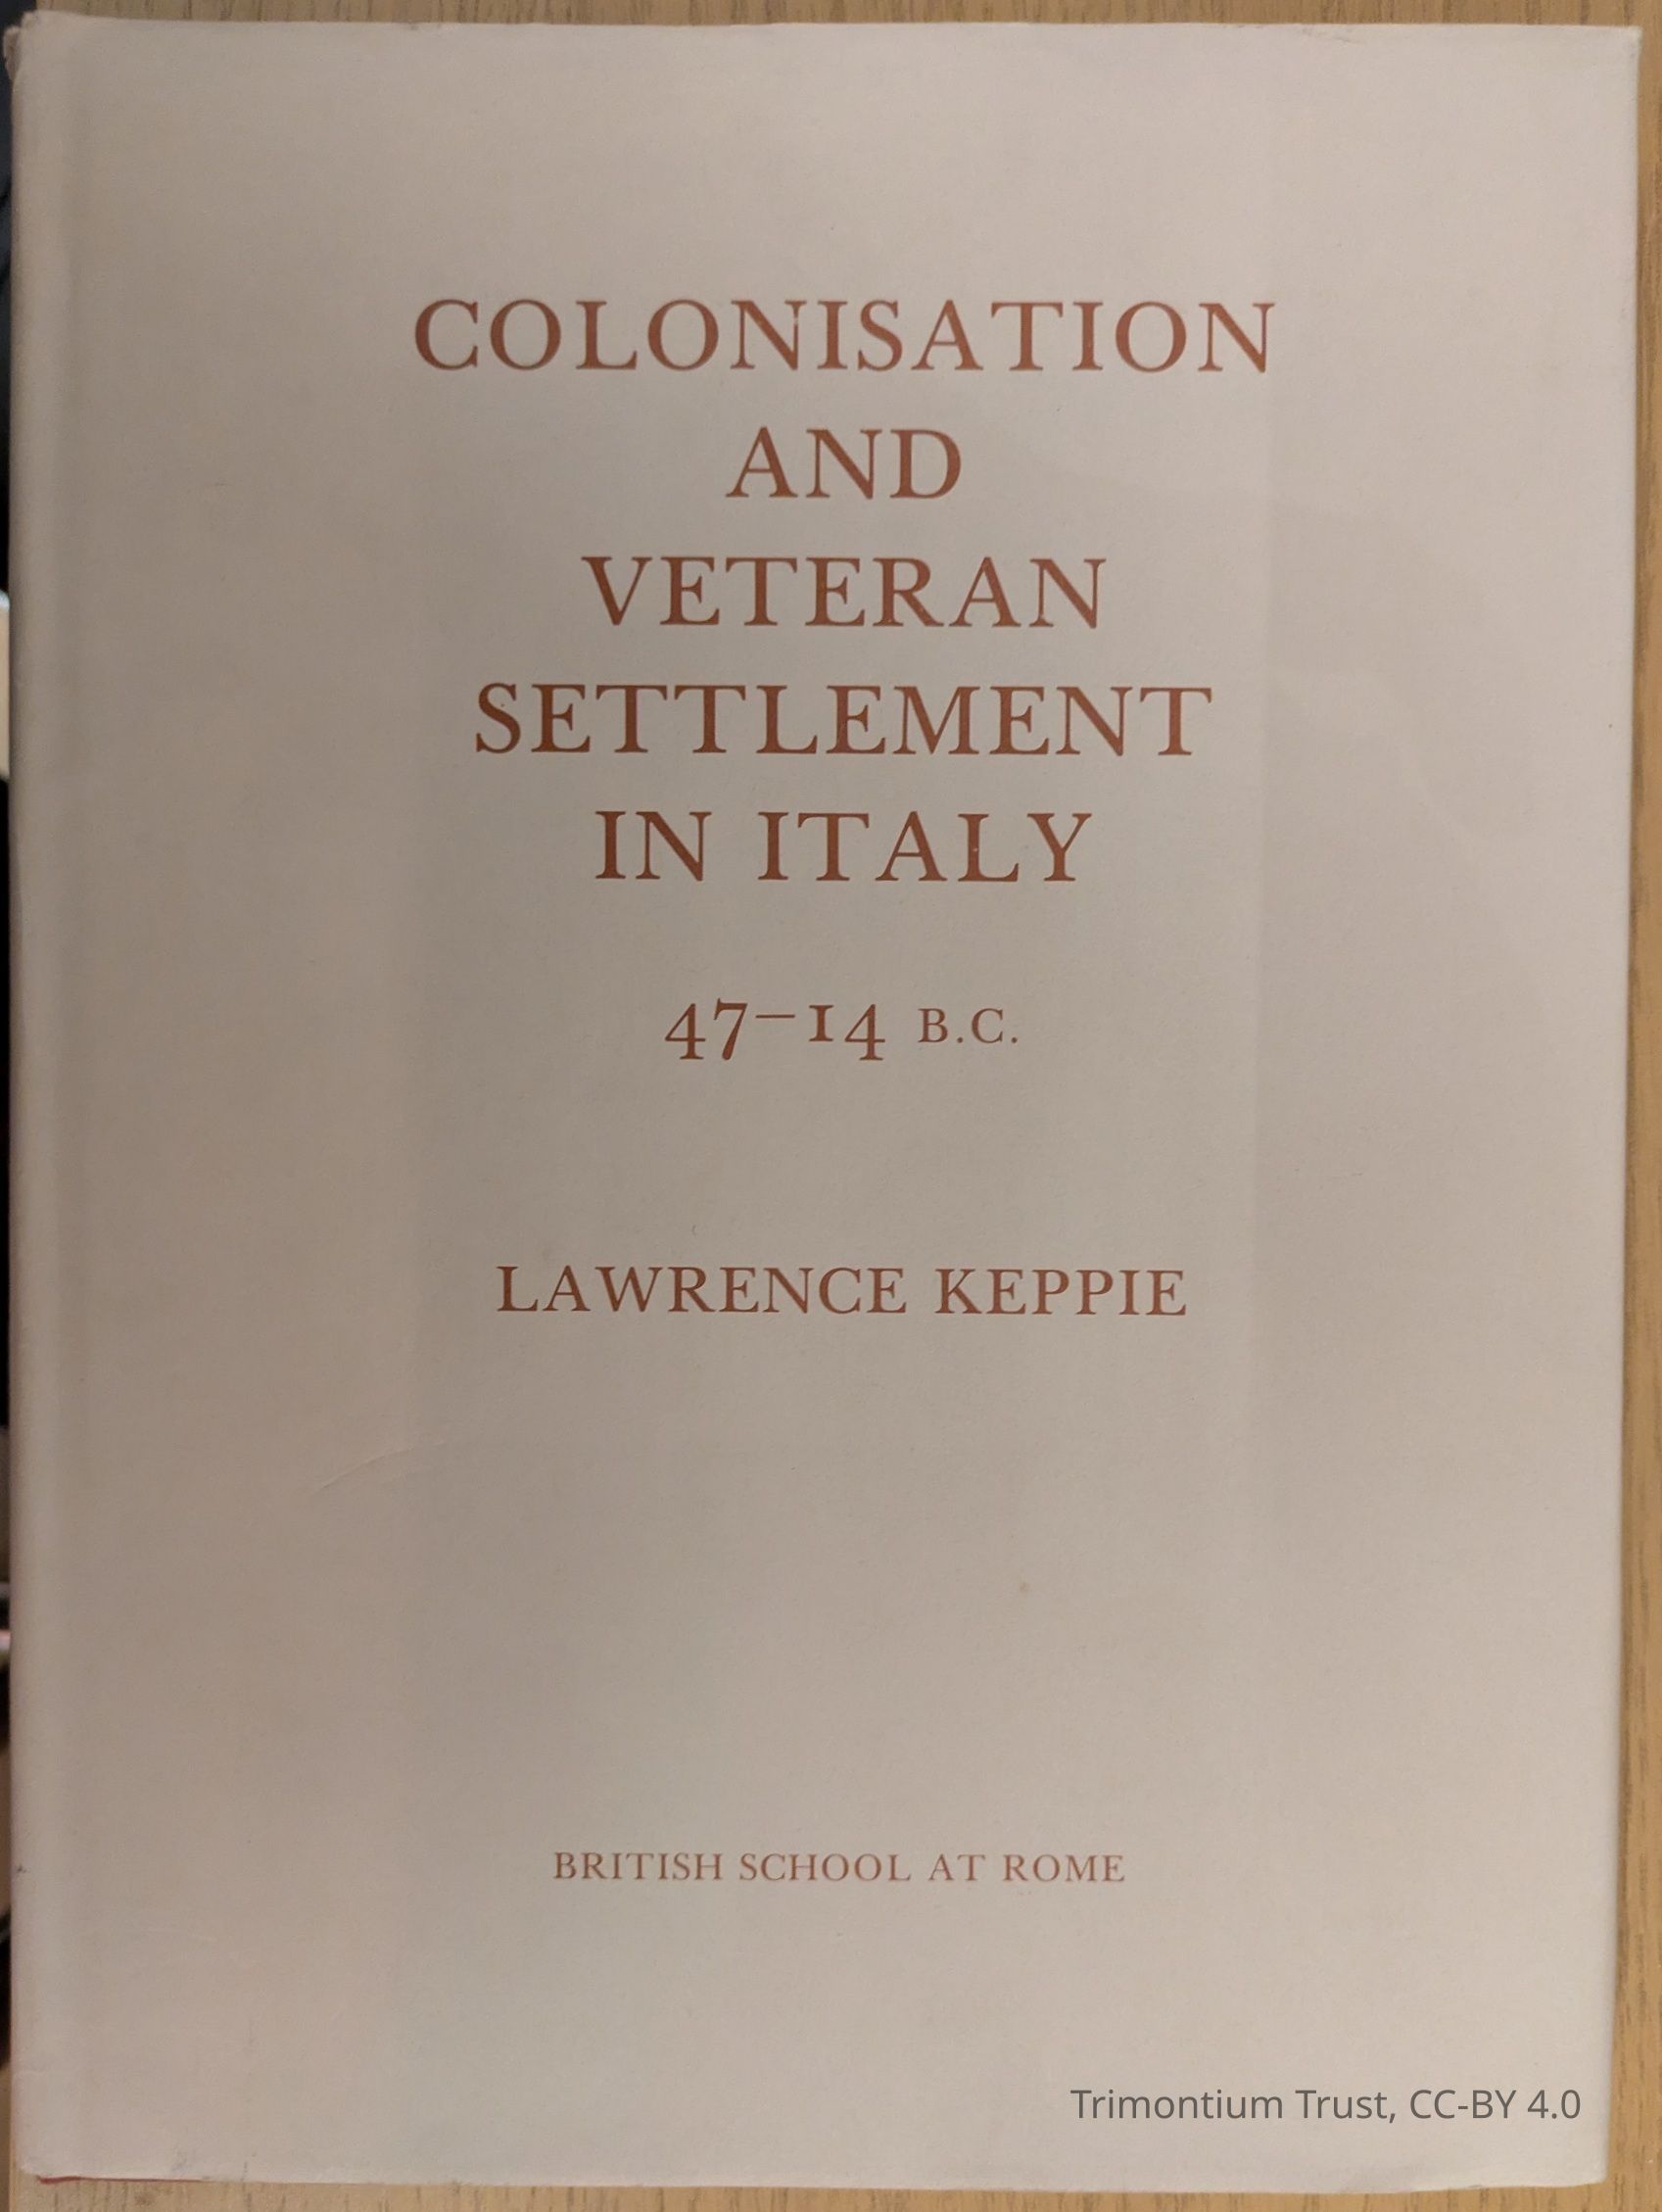 COLONISATION
AND
VETERAN
SETTLEMENT
IN ITALY
47–14 B.C.
LAWRENCE KEPPIE
BRITISH SCHOOL AT ROME
Trimontium Trust, CC-BY 4.0